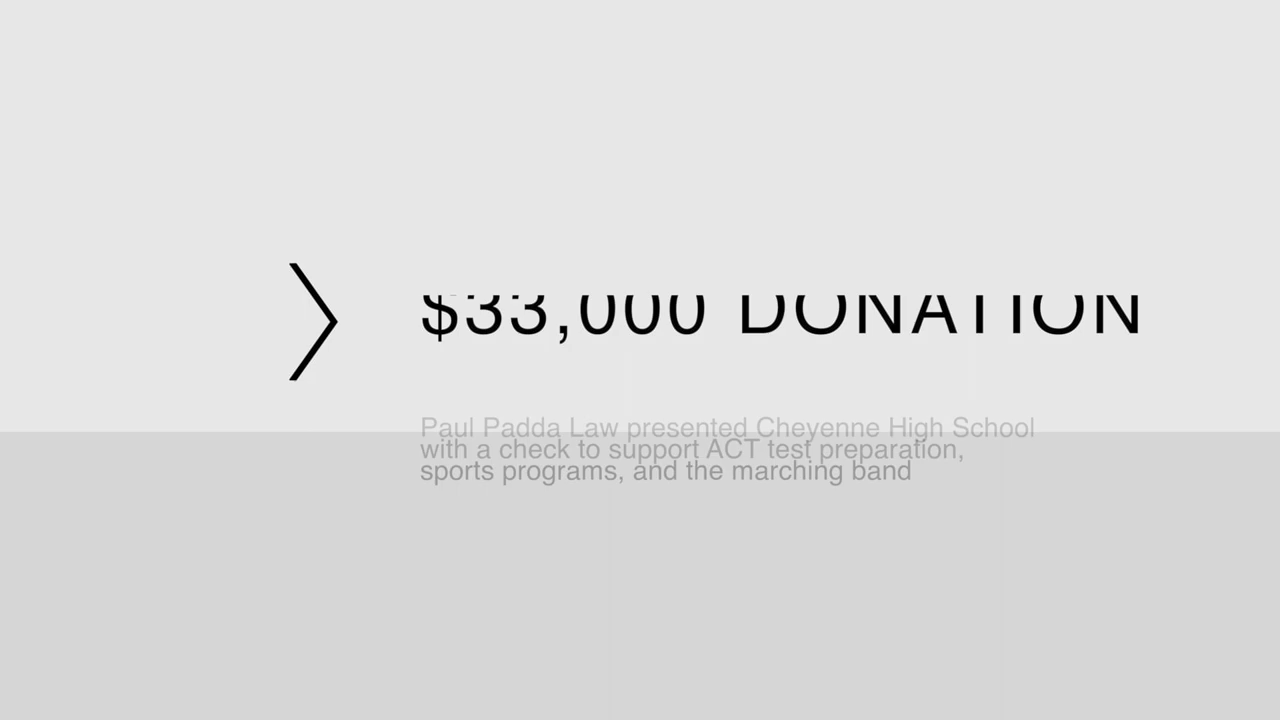 $33,000 DONATION
Paul Padda Law presented Cheyenne High School
with a check to support ACT test preparation,
sports programs, and the marching band